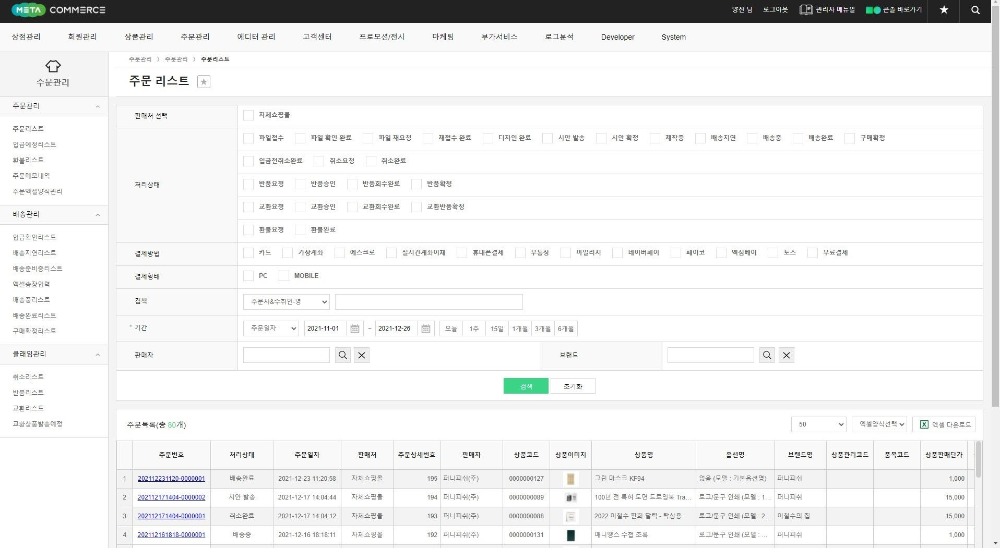 META COMMERCE
양진 님 로그아웃 관리자 메뉴얼 콘솔 바로가기
상점관리 회원관리 상품관리 주문관리 에디터 관리 고객센터 프로모션/전시 마케팅 부가서비스 로그분석 Developer System
주문관리
주문관리
주문리스트
입금예정리스트
환불리스트
주문메모내역
주문엑셀양식관리
배송관리
입금확인리스트
배송지연리스트
배송준비중리스트
엑셀송장입력
배송중리스트
배송완료리스트
구매확정리스트
클래임관리
취소리스트
반품리스트
교환리스트
교환상품발송예정
주문관리 > 주문관리 > 주문리스트
주문 리스트
판매처 선택 자체쇼핑몰
처리상태
파일접수 파일 확인 완료 파일 재요청 재접수 완료 디자인 완료 시안 발송 시안 확정 제작중 배송지연 배송중 배송완료 구매확정
입금전취소완료 취소요청 취소완료
반품요청 반품승인 반품회수완료 반품확정
교환요청 교환승인 교환회수완료 교환반품확정
환불요청 환불완료
결제방법 카드 가상계좌 에스크로 실시간계좌이체 휴대폰결제 무통장 마일리지 네이버페이 페이코 엑심베이 토스 무료결제
결제형태 PC MOBILE
검색 주문자&수취인-명
* 기간 주문일자 2021-11-01 ~ 2021-12-26 오늘 1주 15일 1개월 3개월 6개월
판매자 브랜드
검색 초기화
주문목록(총 80개) 50 엑셀양식선택 엑셀 다운로드
주문번호 처리상태 주문일자 판매처 주문상세번호 판매자 상품코드 상품이미지 상품명 옵션명 브랜드명 상품관리코드 품목코드 상품판매단가
1 202112231120-0000001 배송완료 2021-12-23 11:20:58 자체쇼핑몰 195 퍼니피쉬(주) 0000000127 그린 마스크 KF94 없음 (모델 : 기본옵션명) 퍼니피쉬 1,000
2 202112171404-0000002 시안 발송 2021-12-17 14:04:44 자체쇼핑몰 194 퍼니피쉬(주) 0000000089 100년 전 특허 도면 드로잉북 Tra... 로고/문구 인쇄 (모델 : 1... 퍼니피쉬 15,000
3 202112171404-0000001 취소완료 2021-12-17 14:04:12 자체쇼핑몰 193 퍼니피쉬(주) 0000000088 2022 이철수 판화 달력 - 탁상용 로고/문구 인쇄 (모델 : 2... 이철수의 집 15,000
4 202112161818-0000001 배송중 2021-12-16 18:18:11 자체쇼핑몰 192 퍼니피쉬(주) 0000000131 매니땡스 수첩 초록 로고/문구 인쇄 (모델 : ... 퍼니피쉬 1,000